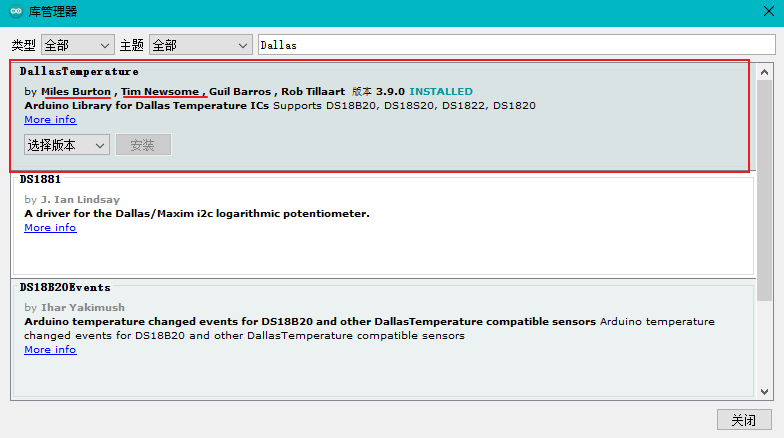 库管理器
类型 全部 主题 全部 Dallas
DallasTemperature
by Miles Burton , Tim Newsome , Guil Barros , Rob Tillaart 版本 3.9.0 INSTALLED
Arduino Library for Dallas Temperature ICs Supports DS18B20, DS18S20, DS1822, DS1820
More info
选择版本 安装
DS1881
by J. Ian Lindsay
A driver for the Dallas/Maxim i2c logarithmic potentiometer.
More info
DS18B20Events
by Ihar Yakimush
Arduino temperature changed events for DS18B20 and other DallasTemperature compatible sensors Arduino temperature
changed events for DS18B20 and other DallasTemperature compatible sensors
More info
关闭